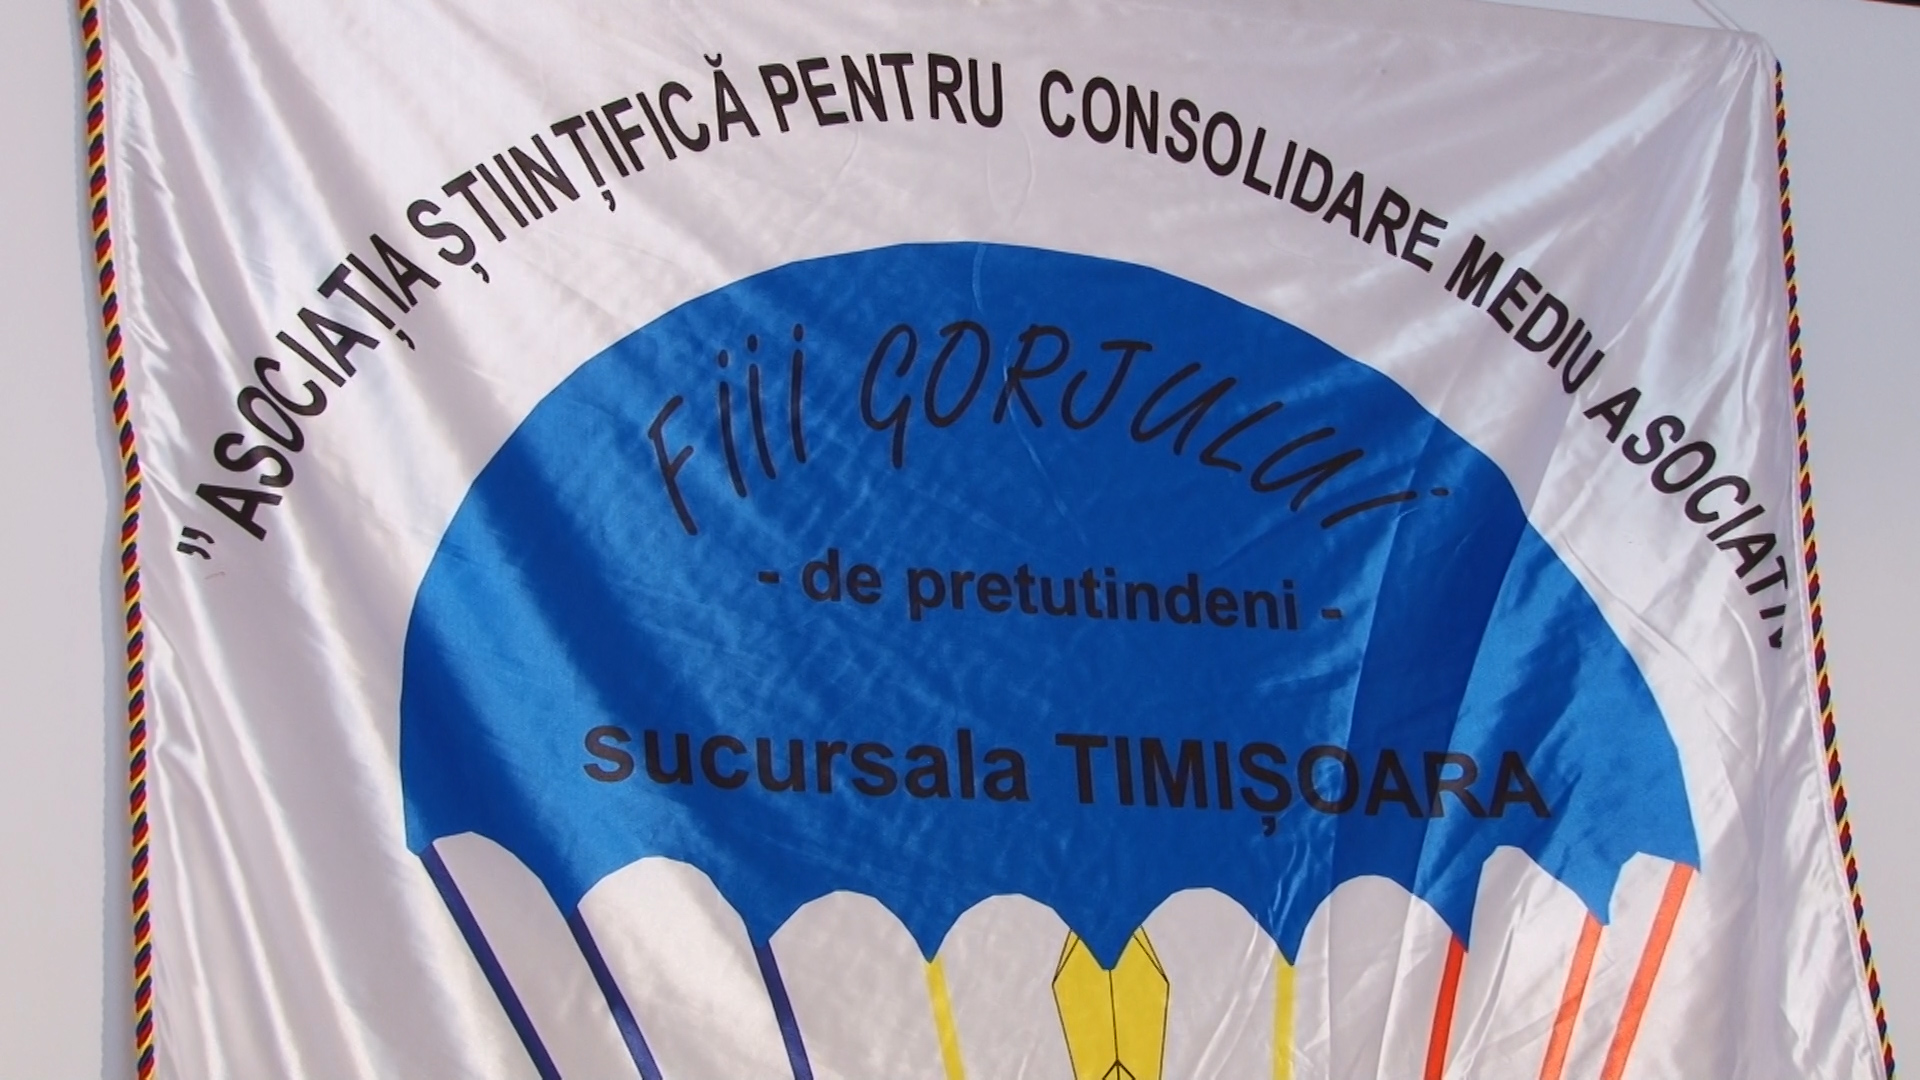 ”ASOCIAȚIA ȘTIINȚIFICĂ PENTRU CONSOLIDARE MEDIU ASOCIATIV
Fiii GORJULUi
- de pretutindeni -
sucursala TIMIȘOARA